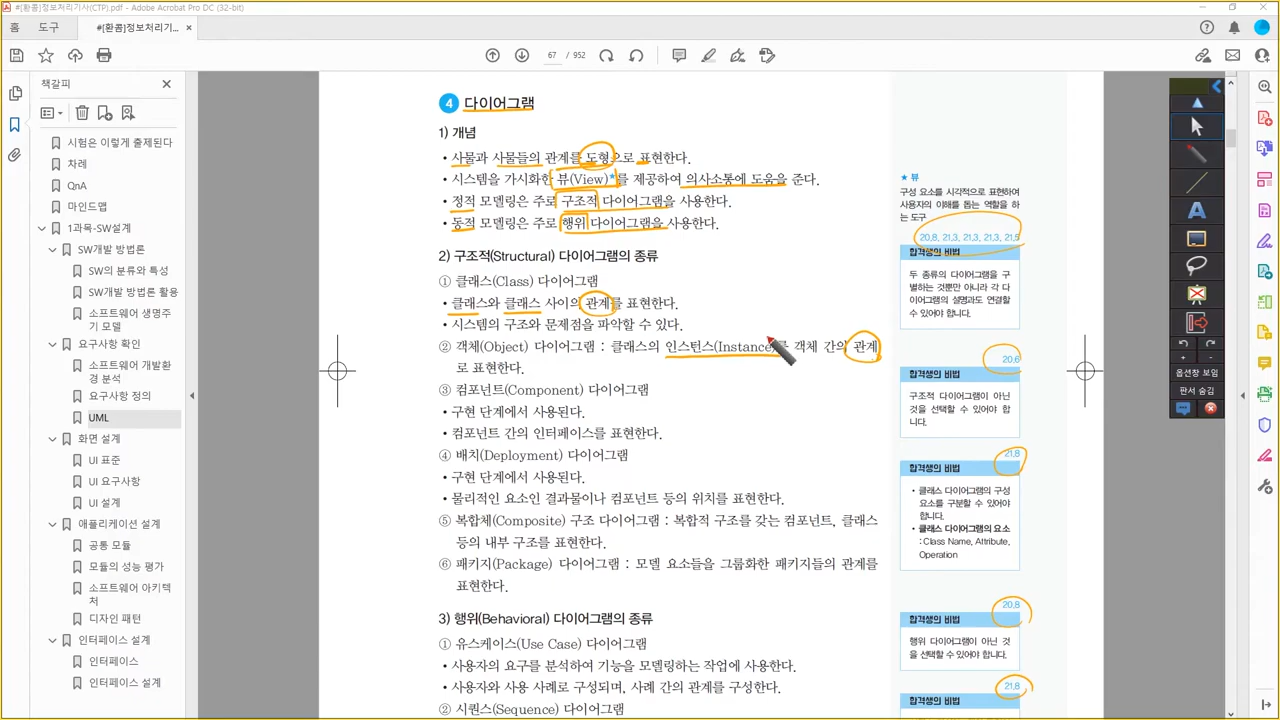 #[환콤]정보처리기사(CTP).pdf - Adobe Acrobat Pro DC (32-bit)
홈
도구
#[환콤]정보처리기... ×
67 / 952
책갈피
시험은 이렇게 출제된다
차례
QnA
마인드맵
1과목-SW설계
SW개발 방법론
SW의 분류와 특성
SW개발 방법론 활용
소프트웨어 생명주
기 모델
요구사항 확인
소프트웨어 개발환
경 분석
요구사항 정의
UML
화면 설계
UI 표준
UI 요구사항
UI 설계
애플리케이션 설계
공통 모듈
모듈의 성능 평가
소프트웨어 아키텍
처
디자인 패턴
인터페이스 설계
인터페이스
인터페이스 설계
4 다이어그램
1) 개념
• 사물과 사물들의 관계를 도형으로 표현한다.
• 시스템을 가시화한 뷰(View)★를 제공하여 의사소통에 도움을 준다.
• 정적 모델링은 주로 구조적 다이어그램을 사용한다.
• 동적 모델링은 주로 행위 다이어그램을 사용한다.
2) 구조적(Structural) 다이어그램의 종류
① 클래스(Class) 다이어그램
• 클래스와 클래스 사이의 관계를 표현한다.
• 시스템의 구조와 문제점을 파악할 수 있다.
② 객체(Object) 다이어그램 : 클래스의 인스턴스(Instance)를 객체 간의 관계
로 표현한다.
③ 컴포넌트(Component) 다이어그램
• 구현 단계에서 사용된다.
• 컴포넌트 간의 인터페이스를 표현한다.
④ 배치(Deployment) 다이어그램
• 구현 단계에서 사용된다.
• 물리적인 요소인 결과물이나 컴포넌트 등의 위치를 표현한다.
⑤ 복합체(Composite) 구조 다이어그램 : 복합적 구조를 갖는 컴포넌트, 클래스
등의 내부 구조를 표현한다.
⑥ 패키지(Package) 다이어그램 : 모델 요소들을 그룹화한 패키지들의 관계를
표현한다.
3) 행위(Behavioral) 다이어그램의 종류
① 유스케이스(Use Case) 다이어그램
• 사용자의 요구를 분석하여 기능을 모델링하는 작업에 사용한다.
• 사용자와 사용 사례로 구성되며, 사례 간의 관계를 구성한다.
② 시퀀스(Sequence) 다이어그램
★ 뷰
구성 요소를 시각적으로 표현하여
사용자의 이해를 돕는 역할을 하
는 도구
20.8, 21.3, 21.3, 21.3, 21.5
합격생의 비법
두 종류의 다이어그램을 구
별하는 것뿐만 아니라 각 다
이어그램의 설명과도 연결할
수 있어야 합니다.
20.6
합격생의 비법
구조적 다이어그램이 아닌
것을 선택할 수 있어야 합
니다.
21.8
합격생의 비법
• 클래스 다이어그램의 구성
요소를 구분할 수 있어야
합니다.
• 클래스 다이어그램의 요소
: Class Name, Attribute,
Operation
20.8
합격생의 비법
행위 다이어그램이 아닌 것
을 선택할 수 있어야 합니다.
21.8
합격생의 비법
A
옵션창 보임
판서 숨김